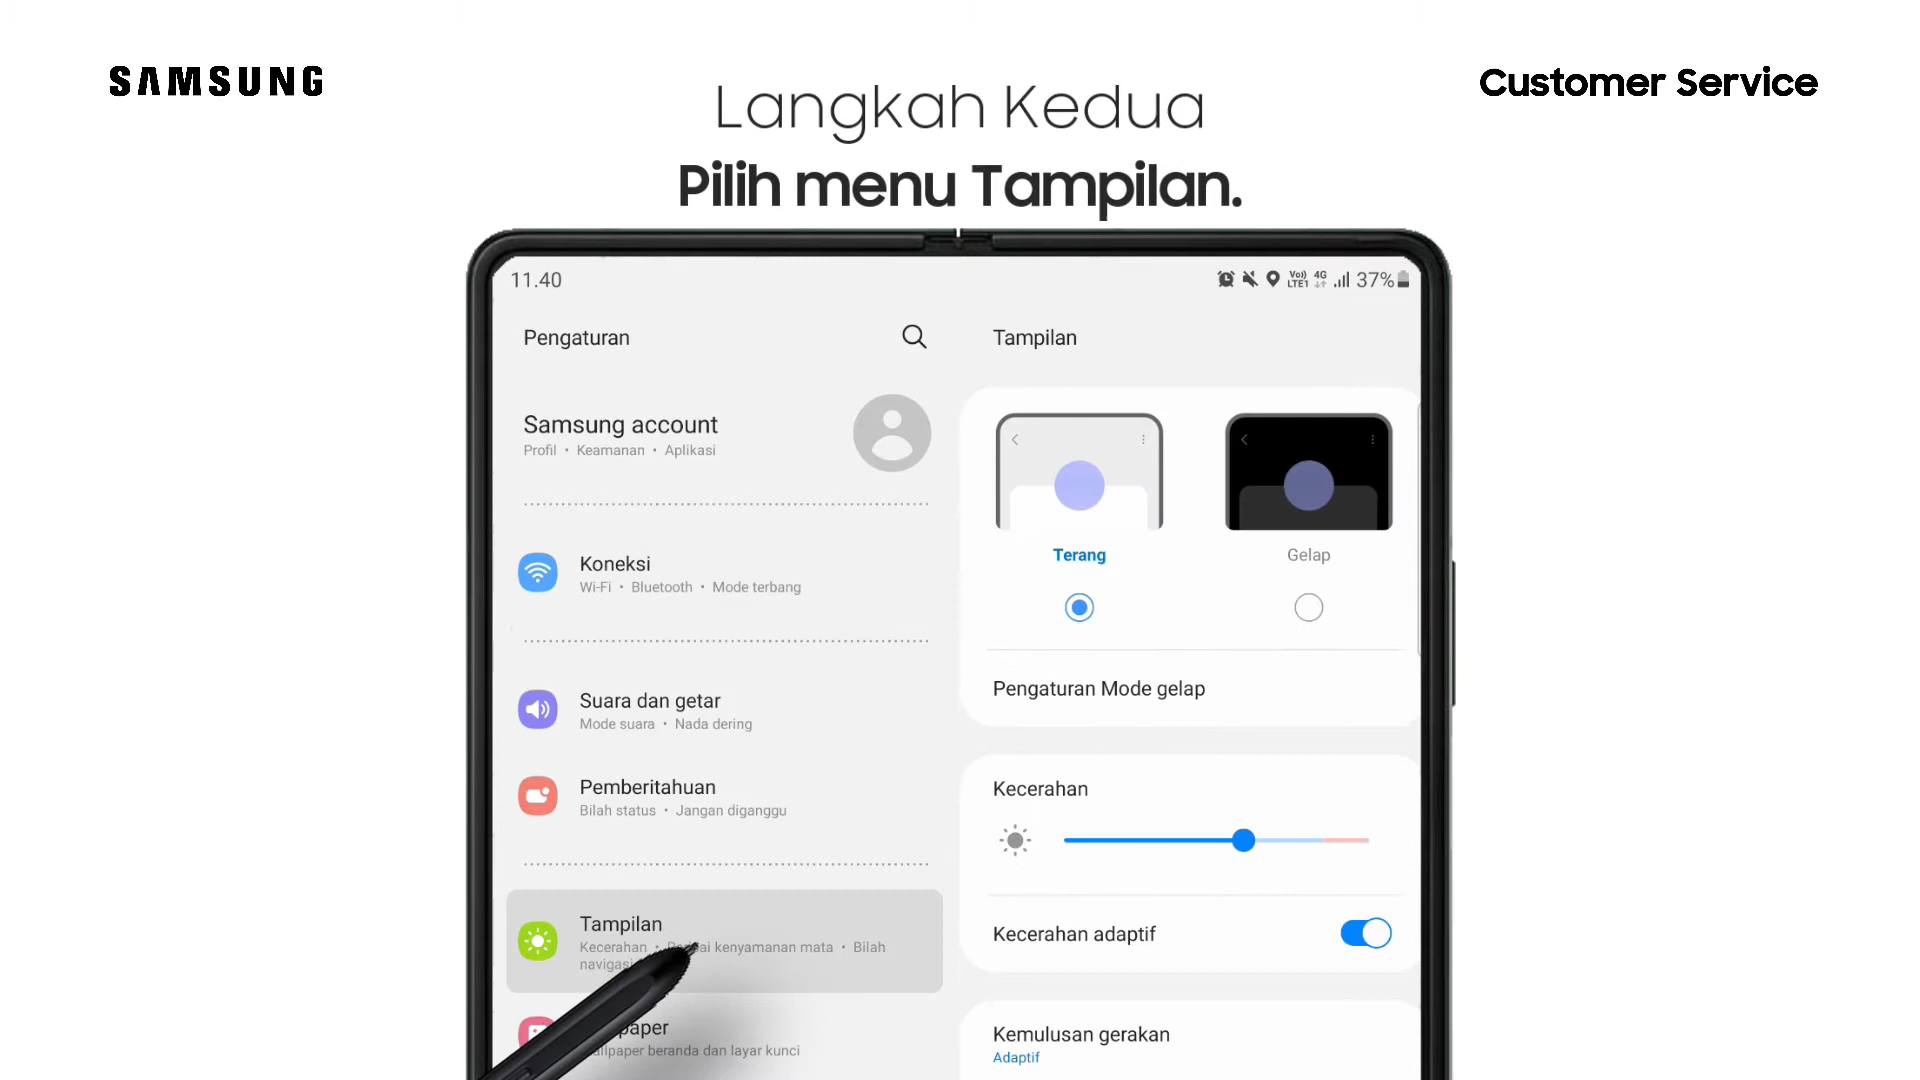 SAMSUNG
Customer Service
Langkah Kedua
Pilih menu Tampilan.
11.40
Vo)) LTE1 4G 37%
Pengaturan
Samsung account
Profil • Keamanan • Aplikasi
Koneksi
Wi-Fi • Bluetooth • Mode terbang
Suara dan getar
Mode suara • Nada dering
Pemberitahuan
Bilah status • Jangan diganggu
Tampilan
Kecerahan • kenyamanan mata • Bilah
navigasi
beranda dan layar kunci
Tampilan
Terang
Gelap
Pengaturan Mode gelap
Kecerahan
Kecerahan adaptif
Kemulusan gerakan
Adaptif